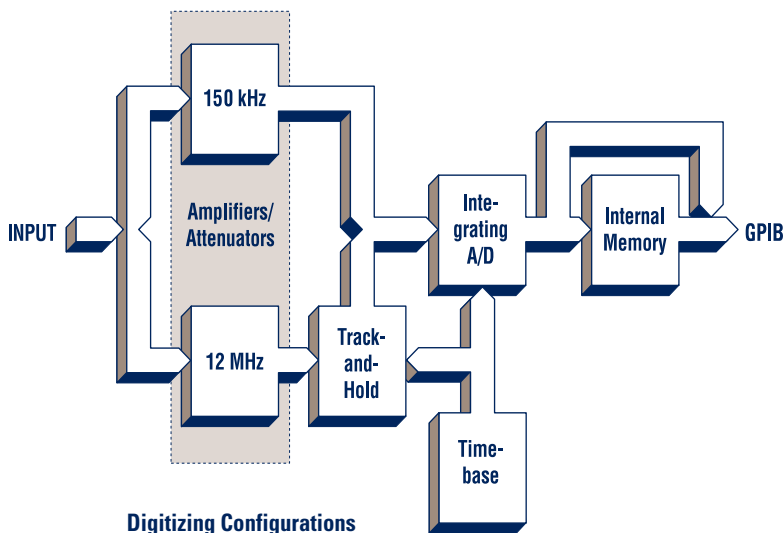 150 kHz
INPUT
Amplifiers/
Attenuators
Inte-
grating
A/D
Internal
Memory
GPIB
12 MHz
Track-
and-
Hold
Time-
base
Digitizing Configurations